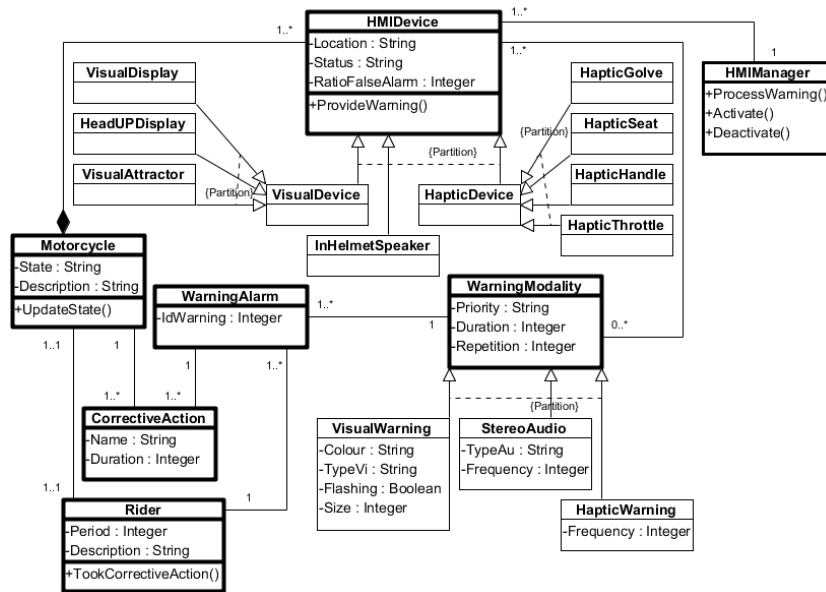 HMIDevice
-Location : String
-Status : String
-RatioFalseAlarm : Integer
+ProvideWarning()
1..*
1..*
1..*
1
HMIManager
+ProcessWarning()
+Activate()
+Deactivate()
VisualDisplay
HeadUPDisplay
VisualAttractor
{Partition}
VisualDevice
{Partition}
HapticDevice
HapticGolve
HapticSeat
HapticHandle
HapticThrottle
{Partition}
InHelmetSpeaker
Motorcycle
-State : String
-Description : String
+UpdateState()
WarningAlarm
-IdWarning : Integer
1..*
1
WarningModality
-Priority : String
-Duration : Integer
-Repetition : Integer
0..*
1..1
1
1
1..*
1..*
1..*
CorrectiveAction
-Name : String
-Duration : Integer
{Partition}
VisualWarning
-Colour : String
-TypeVi : String
-Flashing : Boolean
-Size : Integer
StereoAudio
-TypeAu : String
-Frequency : Integer
HapticWarning
-Frequency : Integer
1..1
1
Rider
-Period : Integer
-Description : String
+TookCorrectiveAction()